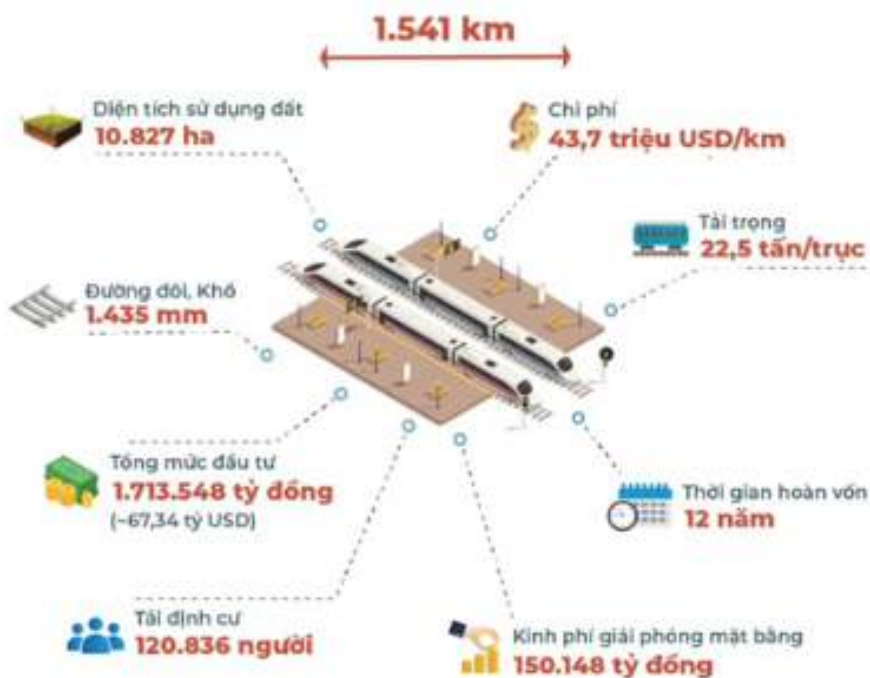 1.541 km
Diện tích sử dụng đất
10.827 ha
Chi phí
43,7 triệu USD/km
Tải trọng
22,5 tấn/trục
Đường đôi, Khổ
1.435 mm
Tổng mức đầu tư
1.713.548 tỷ đồng
(~67,34 tỷ USD)
Thời gian hoàn vốn
12 năm
Tái định cư
120.836 người
Kinh phí giải phóng mặt bằng
150.148 tỷ đồng